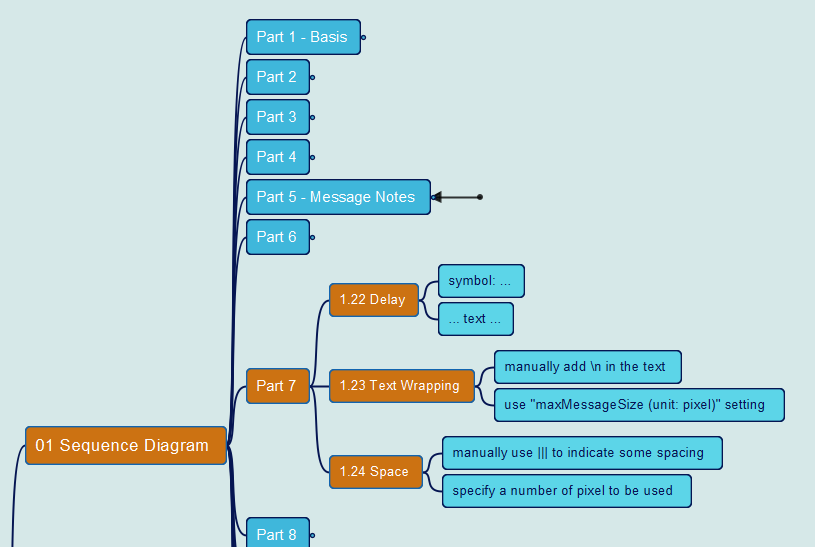 Part 1 - Basis
Part 2
Part 3
Part 4
Part 5 - Message Notes
Part 6
1.22 Delay
symbol: ...
... text ...
Part 7
1.23 Text Wrapping
manually add \n in the text
use "maxMessageSize (unit: pixel)" setting
01 Sequence Diagram
1.24 Space
manually use ||| to indicate some spacing
specify a number of pixel to be used
Part 8